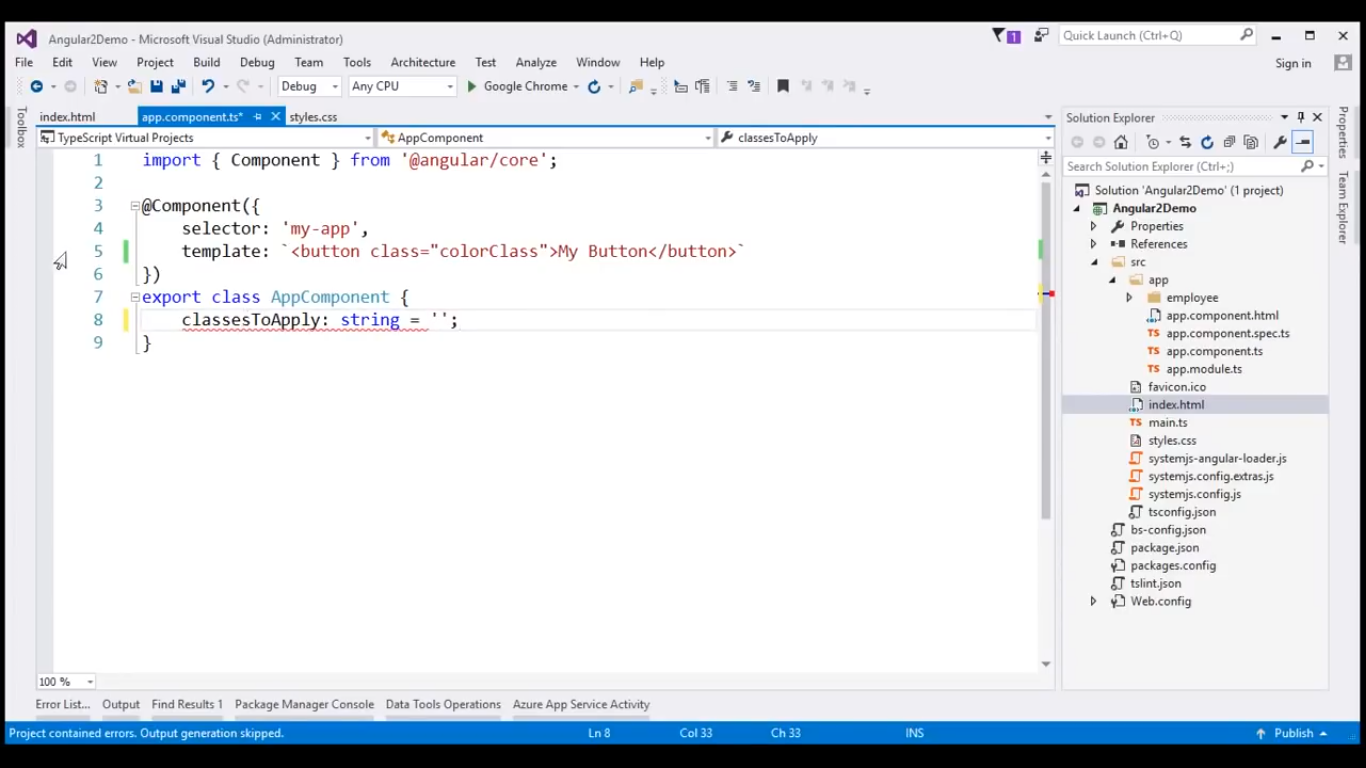 Angular2Demo - Microsoft Visual Studio (Administrator)
1
Quick Launch (Ctrl+Q)
File Edit View Project Build Debug Team Tools Architecture Test Analyze Window Help
Sign in
Debug Any CPU Google Chrome
Toolbox
index.html app.component.ts* styles.css
TypeScript Virtual Projects AppComponent classesToApply
1 import { Component } from '@angular/core';
2
3 @Component({
4 selector: 'my-app',
5 template: `<button class="colorClass">My Button</button>`
6 })
7 export class AppComponent {
8 classesToApply: string = '';
9 }
100 %
Solution Explorer
Search Solution Explorer (Ctrl+;)
Solution 'Angular2Demo' (1 project)
Angular2Demo
Properties
References
src
app
employee
app.component.html
app.component.spec.ts
app.component.ts
app.module.ts
favicon.ico
index.html
main.ts
styles.css
systemjs-angular-loader.js
systemjs.config.extras.js
systemjs.config.js
tsconfig.json
bs-config.json
package.json
packages.config
tslint.json
Web.config
Properties
Team Explorer
Error List... Output Find Results 1 Package Manager Console Data Tools Operations Azure App Service Activity
Project contained errors. Output generation skipped. Ln 8 Col 33 Ch 33 INS Publish